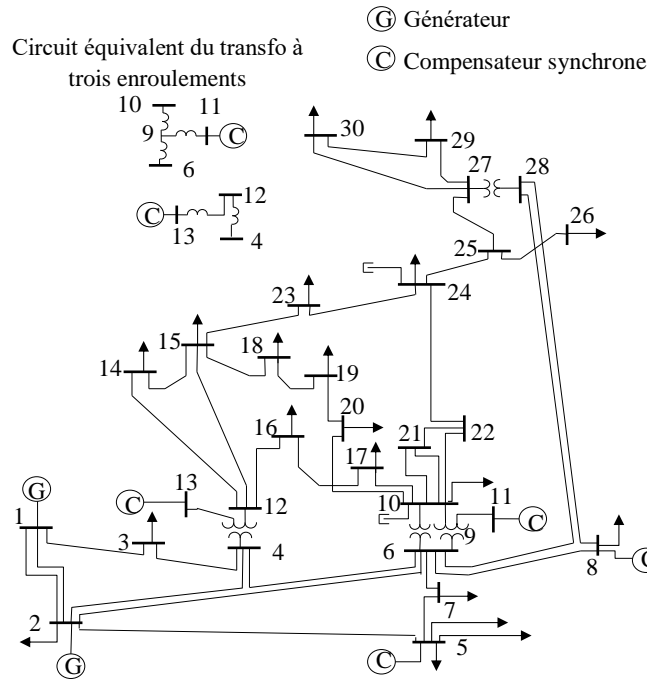 G Générateur
Circuit équivalent du transfo à
trois enroulements
C Compensateur synchrone
10 11
9 C
6
12
C
13 4
30 29
27 28
26
25
24
23
15 18
14
19
20
16
17 21 22
13
C
12
10 11
C
9
G
1
3
4
6
8
C
2
7
G
C
5